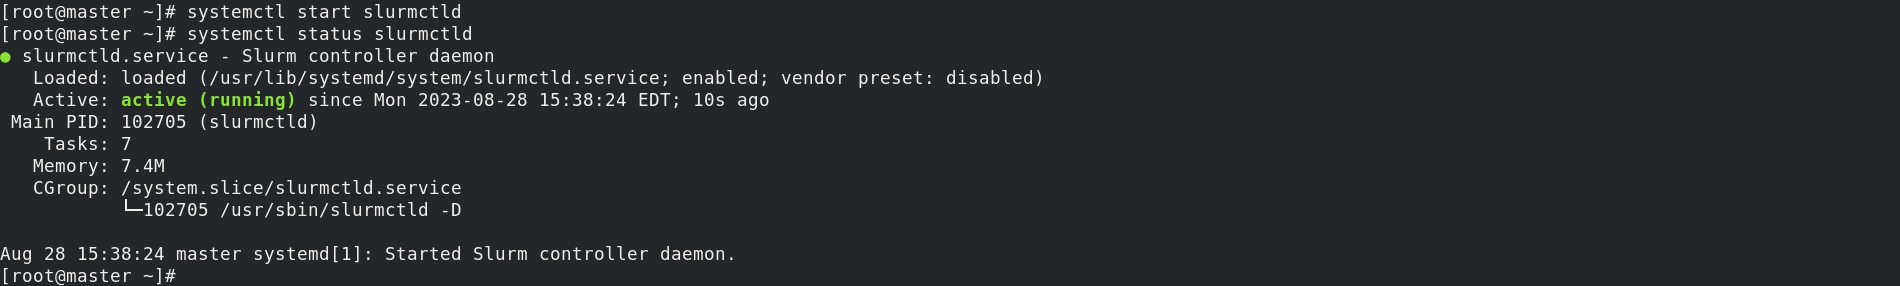 [root@master ~]# systemctl start slurmctld
[root@master ~]# systemctl status slurmctld
● slurmctld.service - Slurm controller daemon
   Loaded: loaded (/usr/lib/systemd/system/slurmctld.service; enabled; vendor preset: disabled)
   Active: active (running) since Mon 2023-08-28 15:38:24 EDT; 10s ago
 Main PID: 102705 (slurmctld)
    Tasks: 7
   Memory: 7.4M
   CGroup: /system.slice/slurmctld.service
           └─102705 /usr/sbin/slurmctld -D

Aug 28 15:38:24 master systemd[1]: Started Slurm controller daemon.
[root@master ~]#